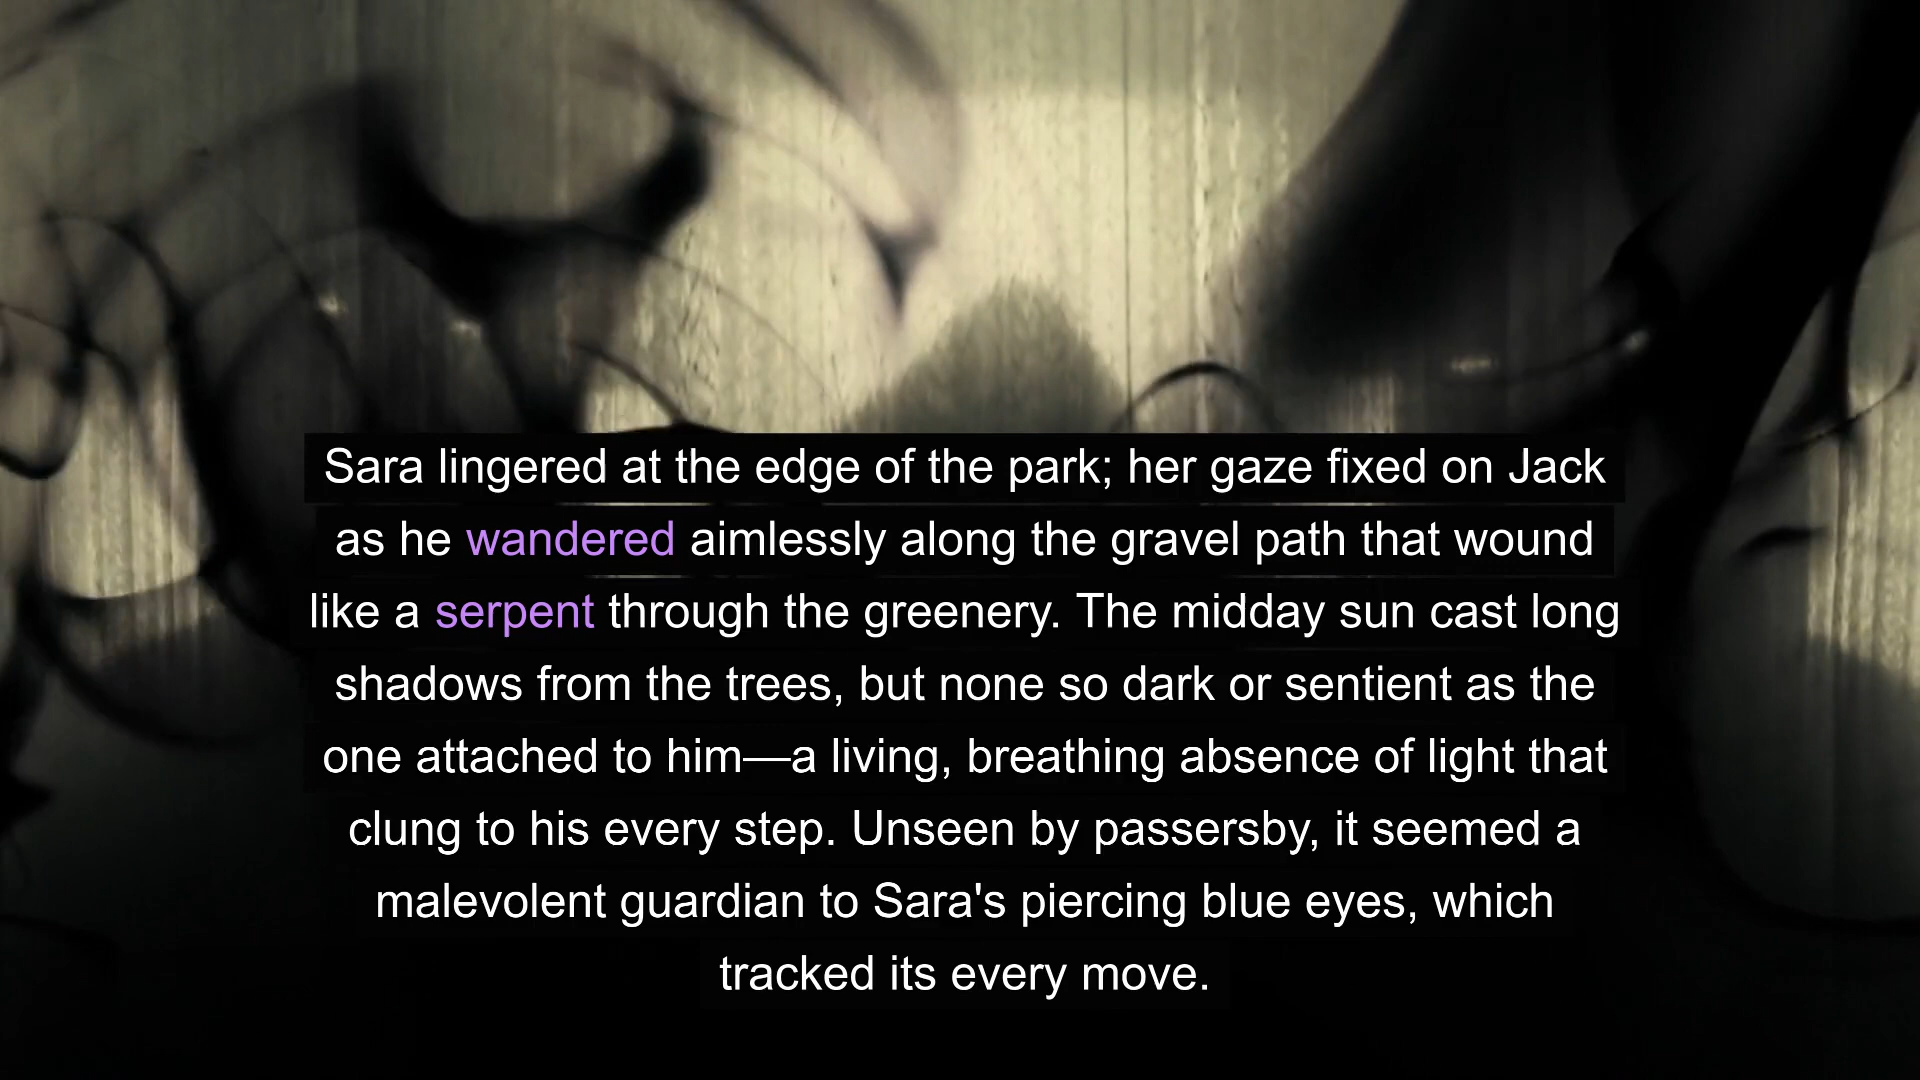 Sara lingered at the edge of the park; her gaze fixed on Jack
as he wandered aimlessly along the gravel path that wound
like a serpent through the greenery. The midday sun cast long
shadows from the trees, but none so dark or sentient as the
one attached to him—a living, breathing absence of light that
clung to his every step. Unseen by passersby, it seemed a
malevolent guardian to Sara's piercing blue eyes, which
tracked its every move.